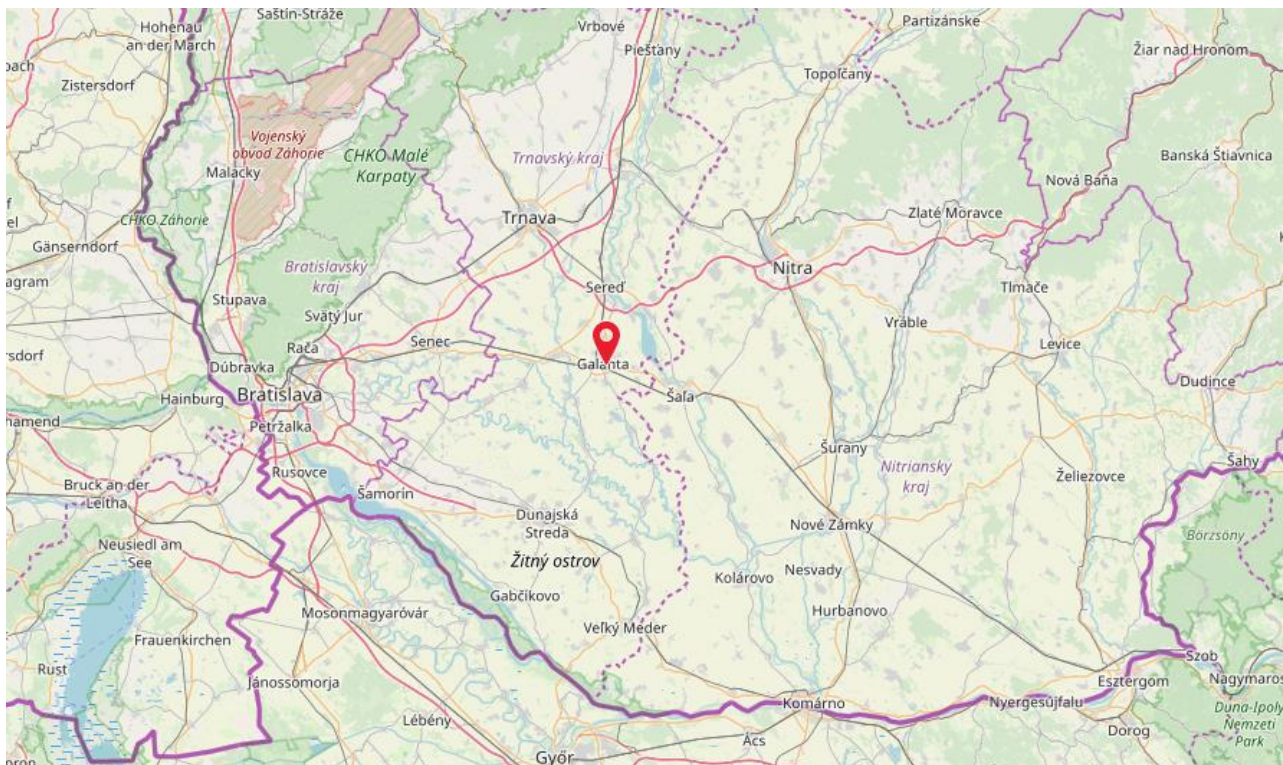 Saštín-Stráže
Hohenau
an der March
Vrbové
Partizánske
Piešťany
Žiar nad Hronom
Zistersdorf
Topoľčany
Vojenský
obvod Záhorie
Malacky
CHKO Malé
Karpaty
Trnavský kraj
Banská Štiavnica
Nová Baňa
CHKO Záhorie
Trnava
Zlaté Moravce
Gänserndorf
Bratislavský
kraj
Nitra
agram
Sereď
Tlmače
Stupava
Svätý Jur
Vráble
Rača
Senec
Levice
Dúbravka
Galanta
Dudince
Hainburg
Bratislava
Šaľa
Petržalka
Šurany
Rusovce
Nitriansky
kraj
Šahy
Bruck an der
Leitha
Šamorín
Želiezovce
Dunajská
Streda
Nové Zámky
Börzsöny
Neusiedl am
See
Žitný ostrov
Kolárovo
Nesvady
Gabčíkovo
Mosonmagyaróvár
Hurbanovo
Frauenkirchen
Veľký Meder
Rust
Szob
Jánossomorja
Esztergom
Nagymaros
Komárno
Nyergesújfalu
Lébény
Duna-Ipoly
Nemzeti
Park
Dorog
Ács
Győr